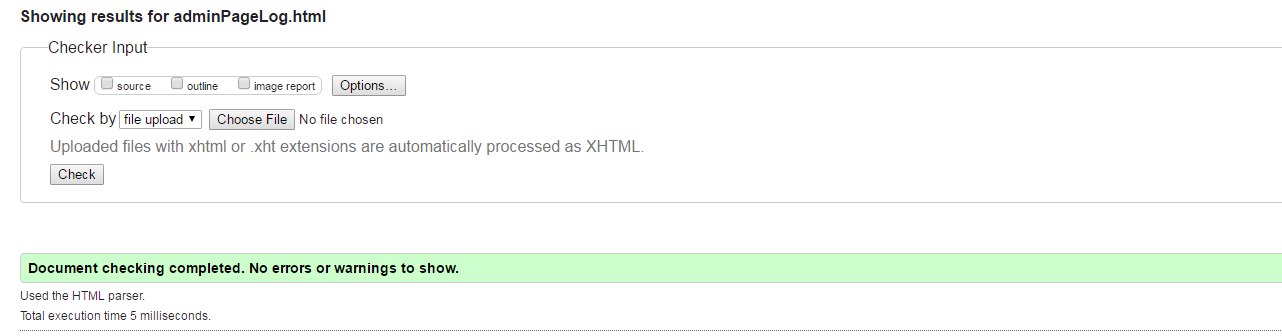 Showing results for adminPageLog.html
Checker Input
Show source outline image report Options...
Check by file upload Choose File No file chosen
Uploaded files with xhtml or .xht extensions are automatically processed as XHTML.
Check
Document checking completed. No errors or warnings to show.
Used the HTML parser.
Total execution time 5 milliseconds.